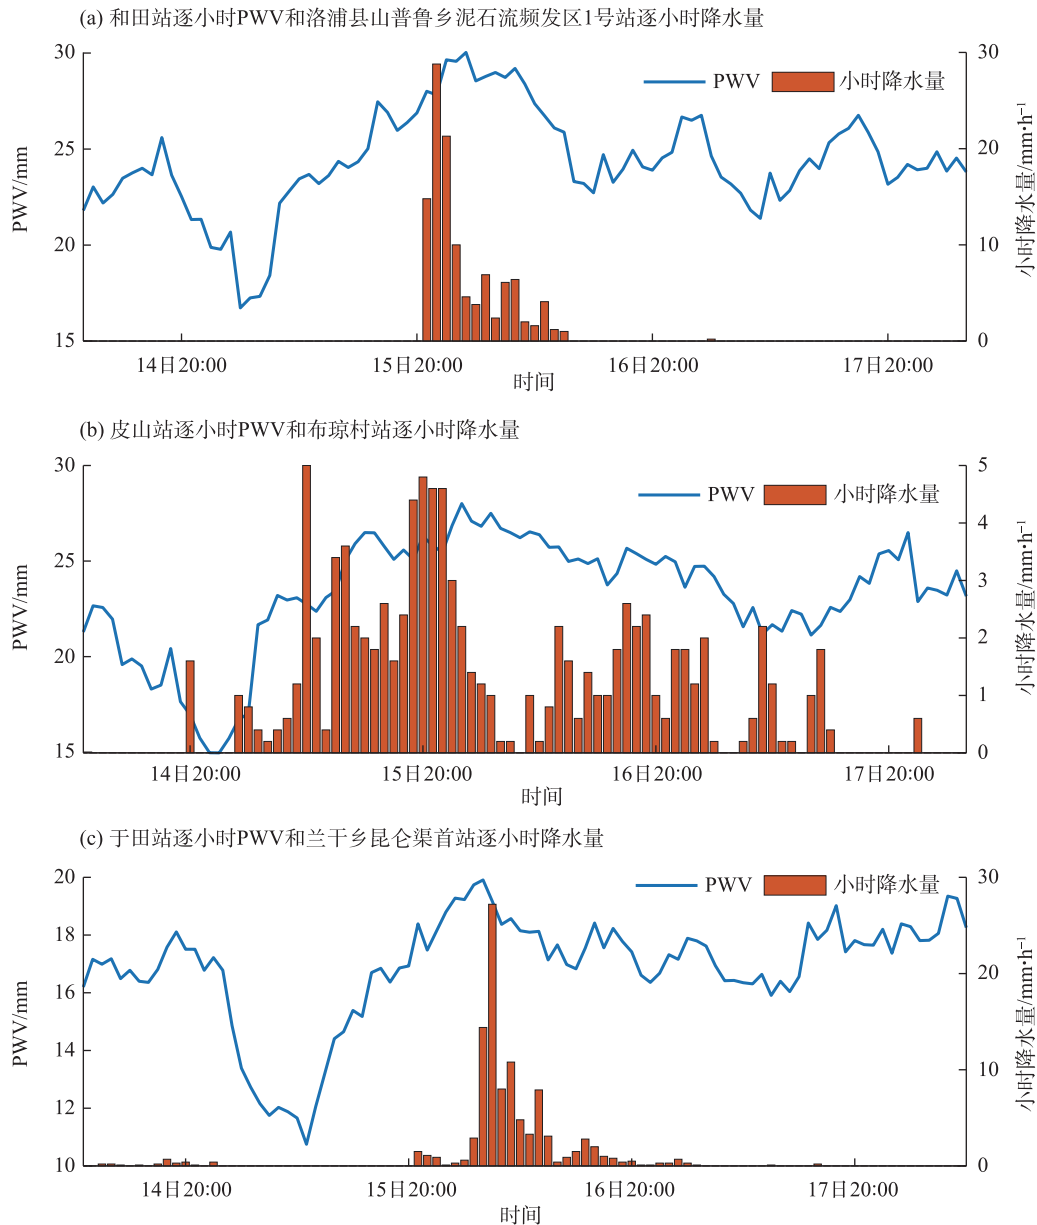 (a) 和田站逐小时PWV和洛浦县山普鲁乡泥石流频发区1号站逐小时降水量
30
25
20
15
PWV/mm
PWV 小时降水量
30
20
10
0
小时降水量/mm•h⁻¹
14日20:00 15日20:00 16日20:00 17日20:00
时间
(b) 皮山站逐小时PWV和布琼村站逐小时降水量
30
25
20
15
PWV/mm
PWV 小时降水量
5
4
3
2
1
0
小时降水量/mm•h⁻¹
14日20:00 15日20:00 16日20:00 17日20:00
时间
(c) 于田站逐小时PWV和兰干乡昆仑渠首站逐小时降水量
20
18
16
14
12
10
PWV/mm
PWV 小时降水量
30
20
10
0
小时降水量/mm•h⁻¹
14日20:00 15日20:00 16日20:00 17日20:00
时间